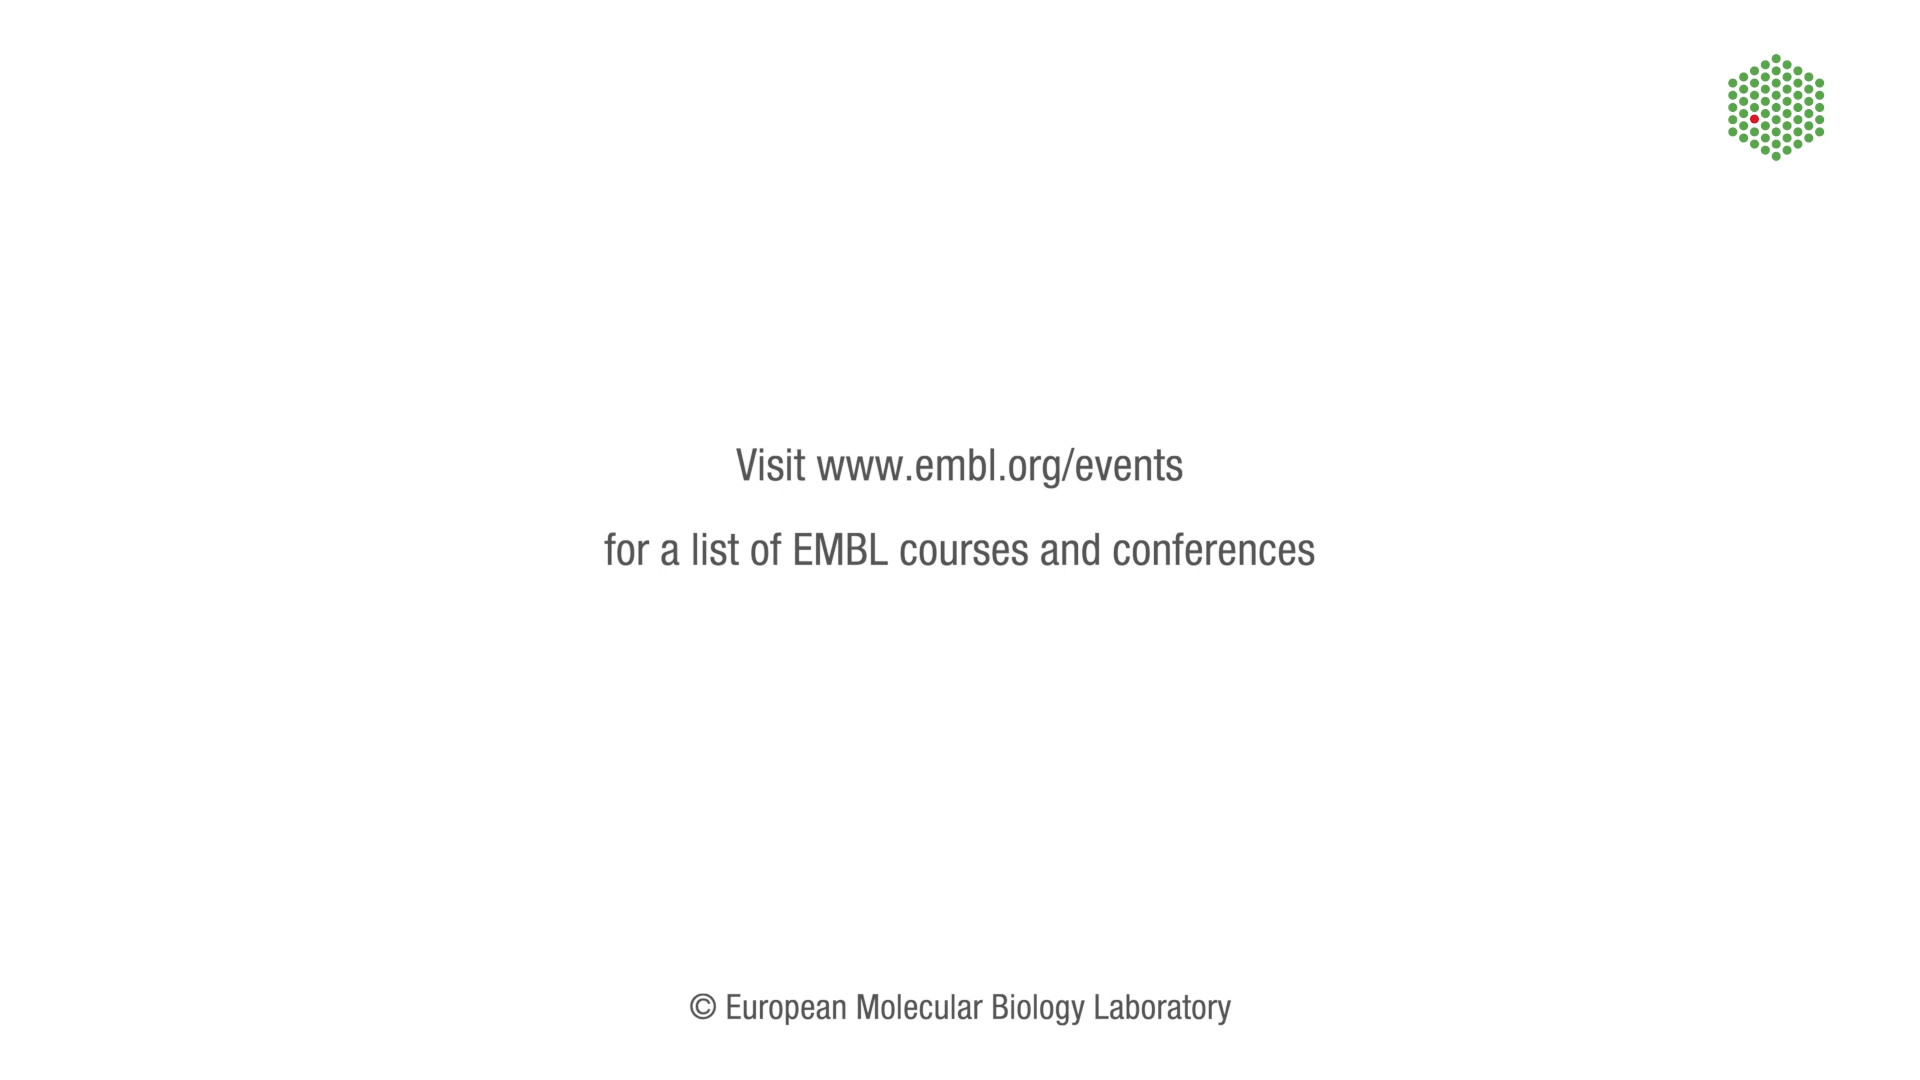 Visit www.embl.org/events
for a list of EMBL courses and conferences
© European Molecular Biology Laboratory